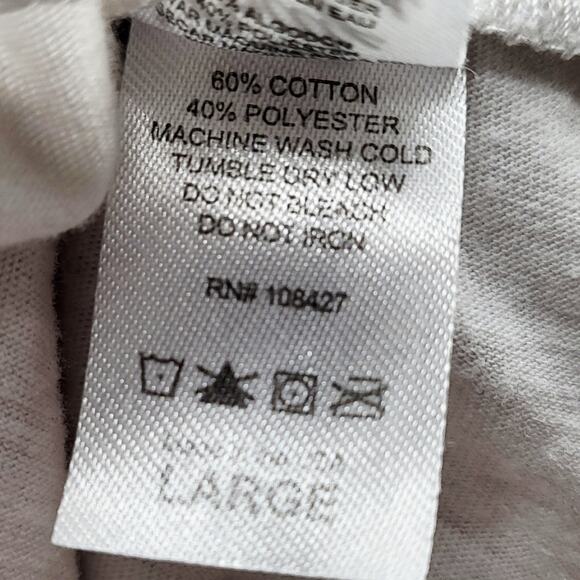 ALGODON
60% COTTON
40% POLYESTER
MACHINE WASH COLD
TUMBLE DRY LOW
DO NOT BLEACH
DO NOT IRON
RN# 108427
LARGE